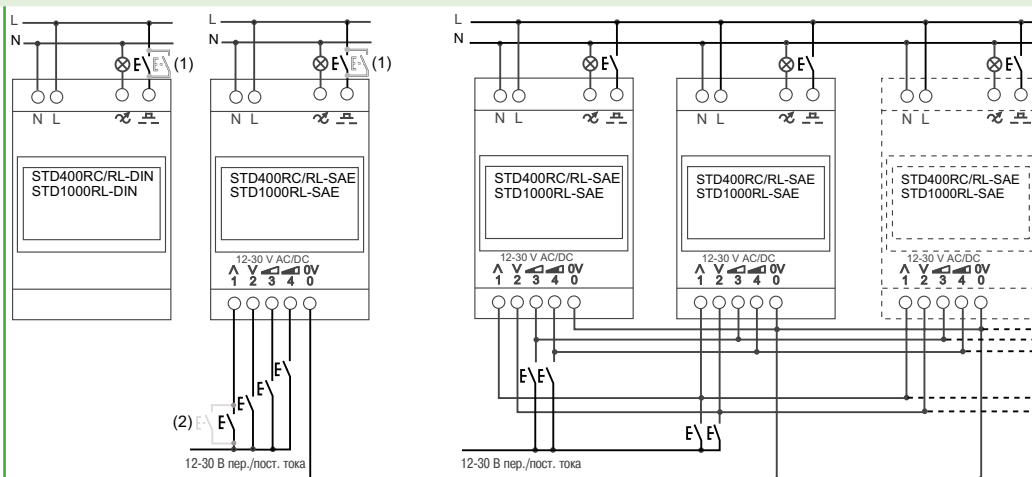 L
N
(1)
N L
STD400RC/RL-DIN
STD1000RL-DIN
L
N
(1)
N L
STD400RC/RL-SAE
STD1000RL-SAE
12-30 V AC/DC
0V
1 2 3 4 0
(2)
12-30 В пер./пост. тока
L
N
N L
STD400RC/RL-SAE
STD1000RL-SAE
12-30 V AC/DC
0V
1 2 3 4 0
N L
STD400RC/RL-SAE
STD1000RL-SAE
12-30 V AC/DC
0V
1 2 3 4 0
N L
STD400RC/RL-SAE
STD1000RL-SAE
12-30 V AC/DC
0V
1 2 3 4 0
12-30 В пер./пост. тока